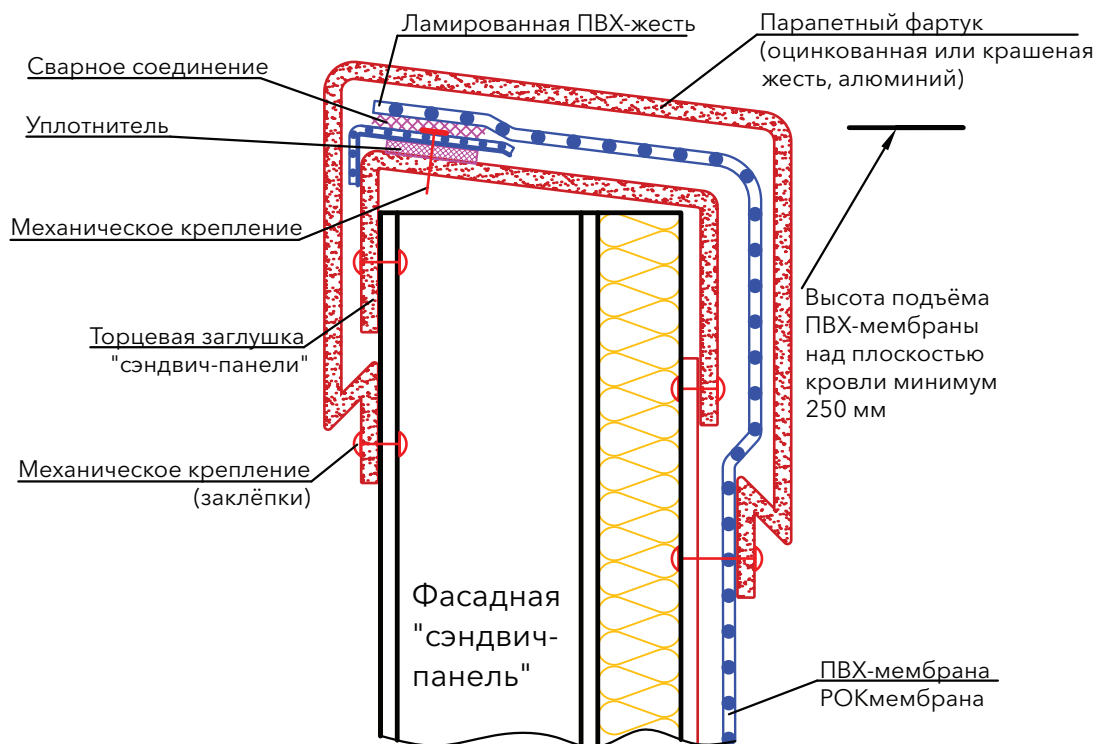 Ламированная ПВХ-жесть
Парапетный фартук
(оцинкованная или крашеная
жесть, алюминий)
Сварное соединение
Уплотнитель
Механическое крепление
Торцевая заглушка
"сэндвич-панели"
Высота подъёма
ПВХ-мембраны
над плоскостью
кровли минимум
250 мм
Механическое крепление
(заклёпки)
Фасадная
"сэндвич-
панель"
ПВХ-мембрана
РОКмембрана